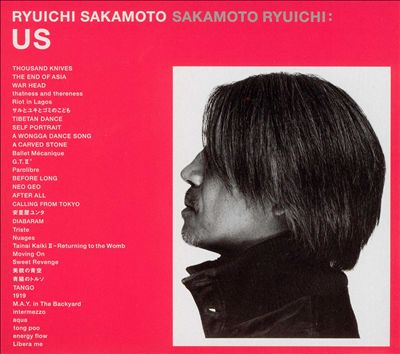 RYUICHI SAKAMOTO SAKAMOTO RYUICHI:
US
THOUSAND KNIVES
THE END OF ASIA
WAR HEAD
thatness and thereness
Riot in Lagos
サルとユキとゴミのこども
TIBETAN DANCE
SELF PORTRAIT
A WONGGA DANCE SONG
A CARVED STONE
Ballet Mécanique
G.T. II°
Parolibre
BEFORE LONG
NEO GEO
AFTER ALL
CALLING FROM TOKYO
安里屋ユンタ
DIABARAM
Triste
Nuages
Tainai Kaiki II–Returning to the Womb
Moving On
Sweet Revenge
美貌の青空
青猫のトルソ
TANGO
1919
M.A.Y. in The Backyard
intermezzo
aqua
tong poo
energy flow
Libera me